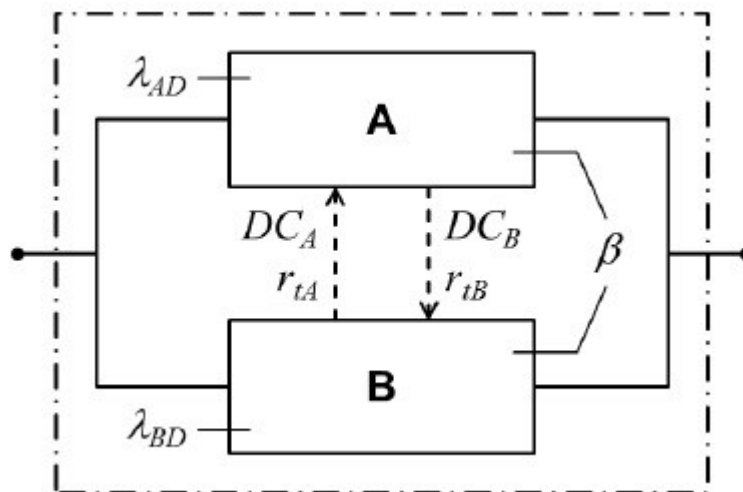 λ_AD
A
DC_A DC_B
β
r_tA r_tB
B
λ_BD